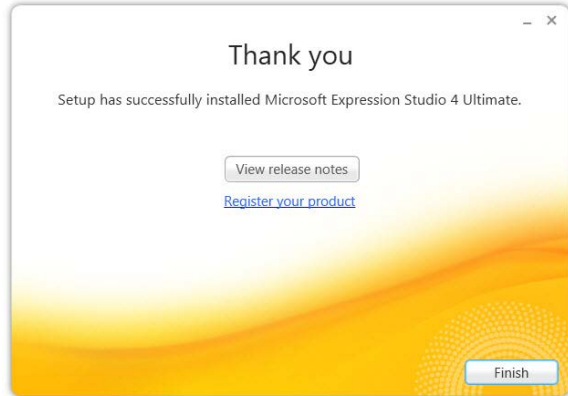 Thank you
Setup has successfully installed Microsoft Expression Studio 4 Ultimate.
View release notes
Register your product
Finish